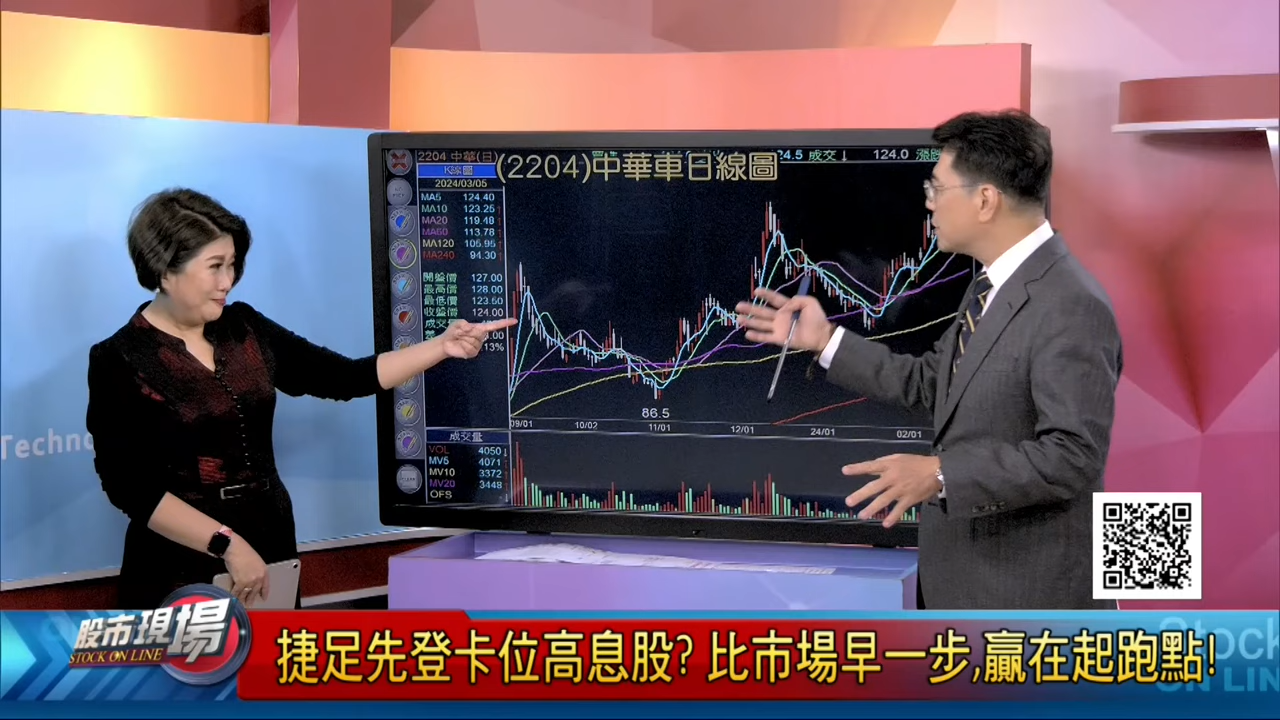 2204 中華(日)
(2204)中華車日線圖
24.5 成交↓ 124.0 漲跌
K線圖
2024/03/05
MA5 124.40
MA10 123.25
MA20 119.48
MA60 113.78
MA120 105.95
MA240 94.30
開盤價 127.00
最高價 128.00
最低價 123.50
收盤價 124.00
86.5
09/01 10/02 11/01 12/01 24/01 02/01
成交量
VOL 4050
MV5 4071
MV10 3372
MV20 3448
OFS
股市現場
STOCK ON LINE
捷足先登卡位高息股? 比市場早一步,贏在起跑點!